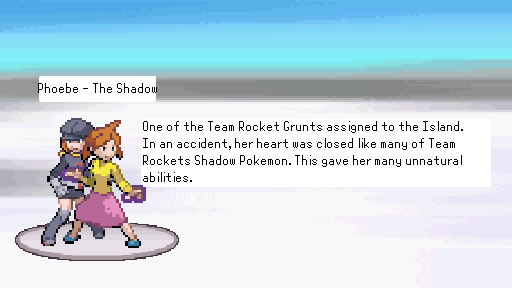 Phoebe - The Shadow
One of the Team Rocket Grunts assigned to the Island.
In an accident, her heart was closed like many of Team
Rockets Shadow Pokemon. This gave her many unnatural
abilities.